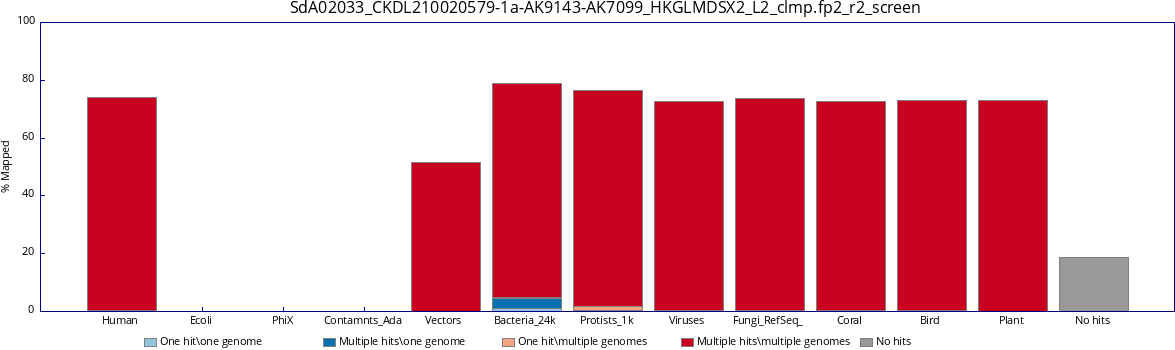 SdA02033_CKDL210020579-1a-AK9143-AK7099_HKGLMDSX2_L2_clmp.fp2_r2_screen
100
80
60
40
20
0
% Mapped
Human Ecoli PhiX Contamnts_Ada Vectors Bacteria_24k Protists_1k Viruses Fungi_RefSeq_ Coral Bird Plant No hits
One hit\one genome Multiple hits\one genome One hit\multiple genomes Multiple hits\multiple genomes No hits